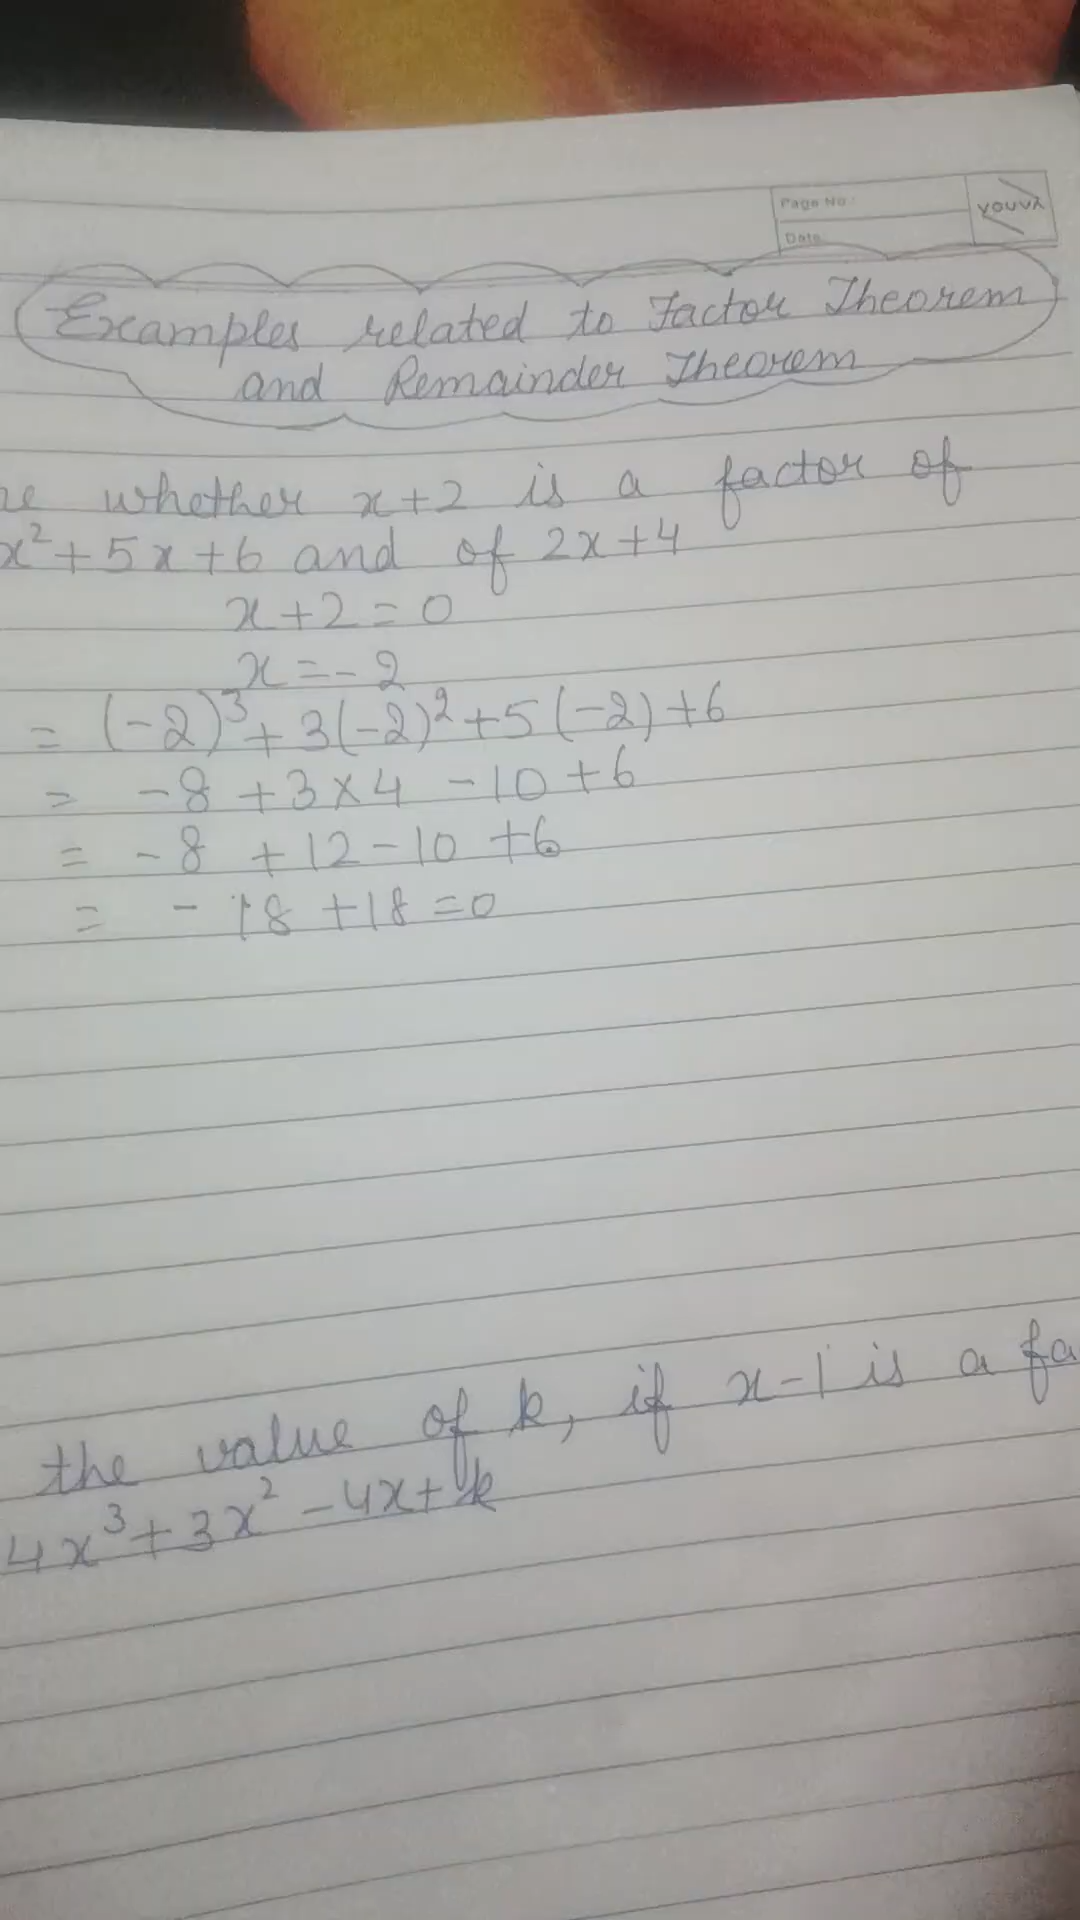 Page No:
Date:
YOUVA
Examples related to Factor Theorem
and Remainder Theorem
whether x+2 is a factor of
x²+5x+6 and of 2x+4
x+2=0
x=-2
= (-2)³+3(-2)²+5(-2)+6
= -8+3×4-10+6
= -8+12-10+6
= -18+18=0
the value of k, if x-1 is a fa
4x³+3x²-4x+k